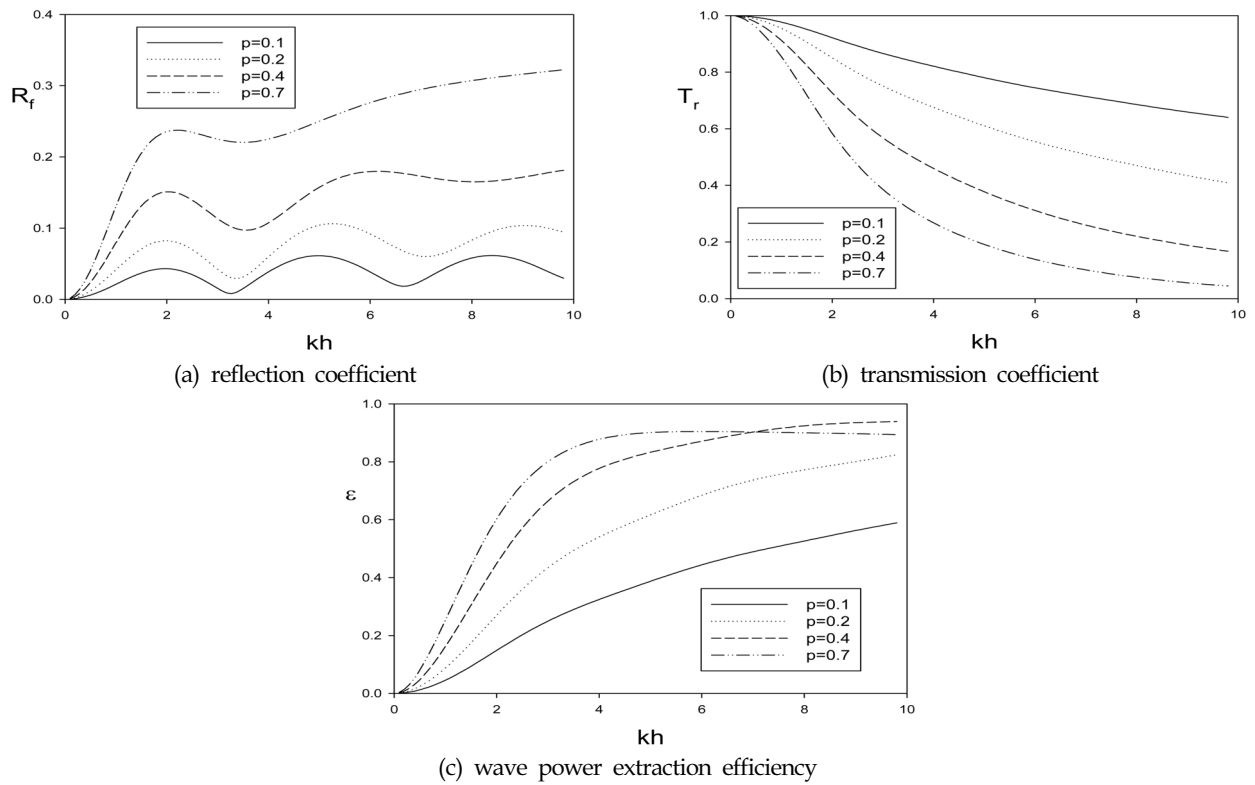 0.4
0.3
0.2
0.1
0.0
R_f
p=0.1
p=0.2
p=0.4
p=0.7
0 2 4 6 8 10
kh
(a) reflection coefficient
1.0
0.8
0.6
0.4
0.2
0.0
T_r
p=0.1
p=0.2
p=0.4
p=0.7
0 2 4 6 8 10
kh
(b) transmission coefficient
1.0
0.8
0.6
0.4
0.2
0.0
ε
p=0.1
p=0.2
p=0.4
p=0.7
0 2 4 6 8 10
kh
(c) wave power extraction efficiency